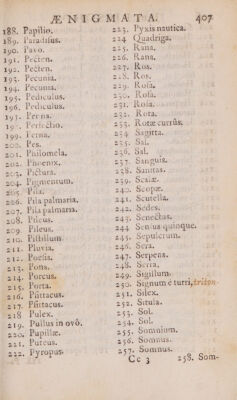 ÆNIGMATA. 407
188. Papilio.
189. Paradisus.
190. Pavo.
191. Pecten.
192. Pecten.
193. Pecunia.
194. Pecunia.
195. Pediculus.
196. Pediculus.
197. Perna.
198.
199. Perna.
200. Pes.
201. Philomela.
202. Phœnix.
203. Pictura.
204. Pigmentum.
205. Pila.
206. Pila palmaria.
207. Pila palmaria.
208. Pileus.
209. Pileus.
210. Pistillum
211. Pluvia.
212. Poesia.
213. Poma.
214. Porcus.
215. Porta.
216. Psittacus.
217. Psittacus.
218 Pulex.
219. Pullus in ovô.
220. Pupillæ.
221. Puteus.
222. Pyropus.
223. Pyxis nautica.
224. Quadriga.
225. Rana.
226. Rana.
227. Ros.
228. Ros.
229. Rosa.
230. Rosa.
231. Rosa.
232. Rota.
233. Rotæ currûs.
234. Sagitta.
235. Sal.
236. Sal.
237. Sanguis.
238. Sanitas.
239. Scalæ.
240. Scopæ.
241. Scutella.
242. Sedes.
243. Senectas.
244 Senius quinque.
245. Sepulcrum.
246. Sera.
247. Serpens.
248. Serra.
249. Sigillum.
250. Signum è turri, triton
251. Silex.
252. Situla.
253. Sol.
254. Sol.
255. Somnium.
256. Somnus.
257. Somnus.
Cc 3 258. Som-